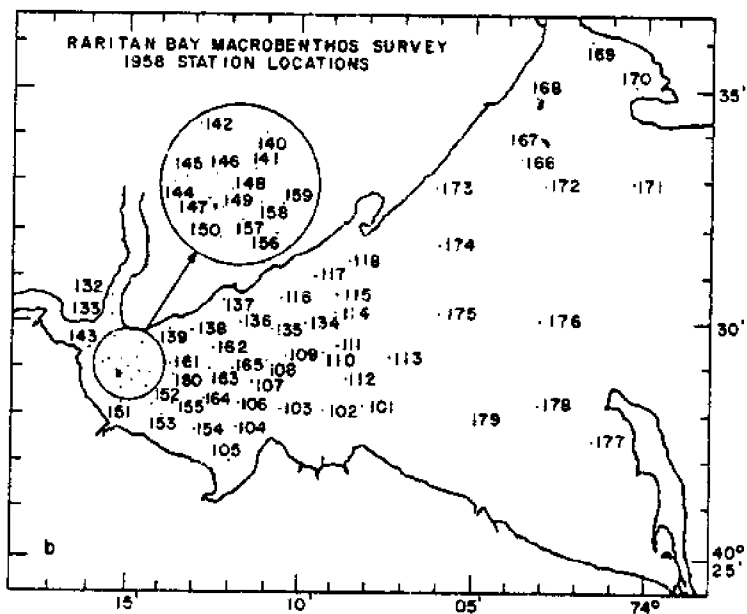 RARITAN BAY MACROBENTHOS SURVEY
1958 STATION LOCATIONS
169
170
168
35'
142
140
167
145 146 141
166
148
144 159 173 172 171
147 149
158
150 157
156
174
118
117
132
116 115
133 137
114 175
136 134 176 30'
143 139 138 135
162 111
109
161 165 110 113
108
160 163 112
107
152 164
155 106 103 102 101 178
151
153 154 104 179
177
105
b
40°
25'
15' 10' 05' 74°